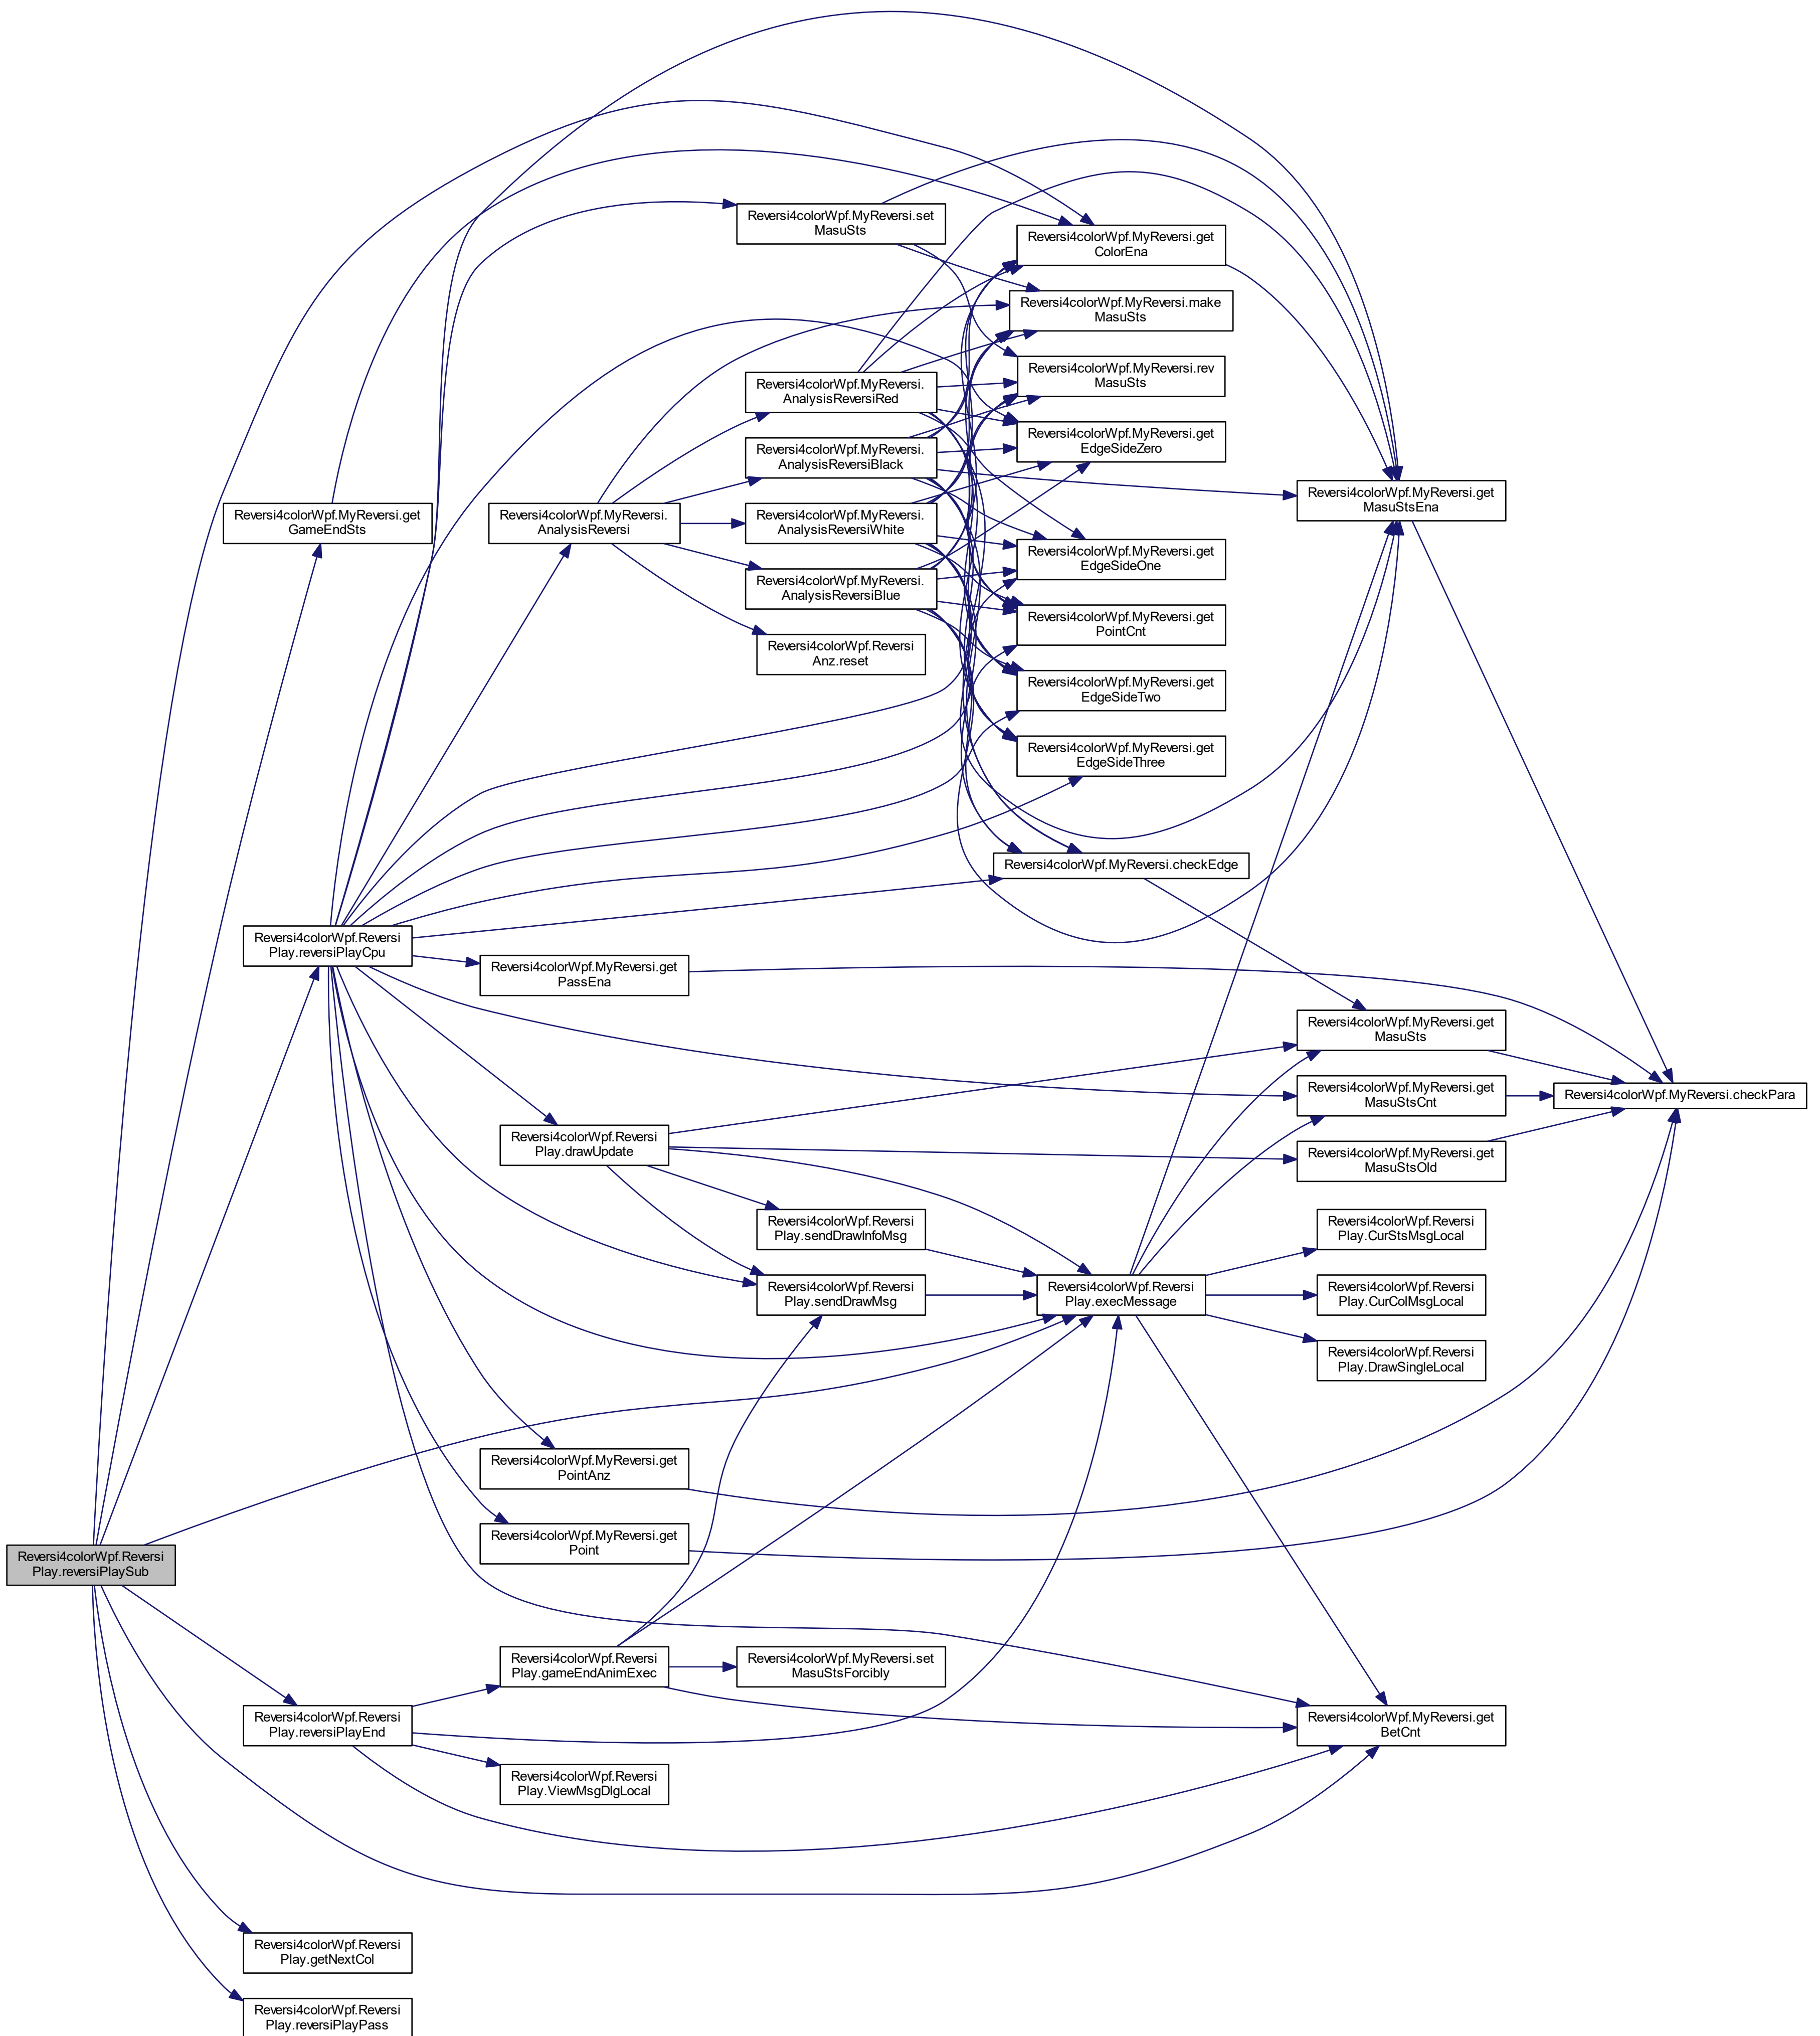 Reversi4colorWpf.MyReversi.set
MasuSts
Reversi4colorWpf.MyReversi.get
ColorEna
Reversi4colorWpf.MyReversi.make
MasuSts
Reversi4colorWpf.MyReversi.rev
MasuSts
Reversi4colorWpf.MyReversi.
AnalysisReversiRed
Reversi4colorWpf.MyReversi.get
EdgeSideZero
Reversi4colorWpf.MyReversi.
AnalysisReversiBlack
Reversi4colorWpf.MyReversi.get
MasuStsEna
Reversi4colorWpf.MyReversi.get
GameEndSts
Reversi4colorWpf.MyReversi.
AnalysisReversi
Reversi4colorWpf.MyReversi.
AnalysisReversiWhite
Reversi4colorWpf.MyReversi.get
EdgeSideOne
Reversi4colorWpf.MyReversi.
AnalysisReversiBlue
Reversi4colorWpf.MyReversi.get
PointCnt
Reversi4colorWpf.Reversi
Anz.reset
Reversi4colorWpf.MyReversi.get
EdgeSideTwo
Reversi4colorWpf.MyReversi.get
EdgeSideThree
Reversi4colorWpf.MyReversi.checkEdge
Reversi4colorWpf.Reversi
Play.reversiPlayCpu
Reversi4colorWpf.MyReversi.get
PassEna
Reversi4colorWpf.MyReversi.get
MasuSts
Reversi4colorWpf.MyReversi.get
MasuStsCnt
Reversi4colorWpf.MyReversi.checkPara
Reversi4colorWpf.Reversi
Play.drawUpdate
Reversi4colorWpf.MyReversi.get
MasuStsOld
Reversi4colorWpf.Reversi
Play.sendDrawInfoMsg
Reversi4colorWpf.Reversi
Play.CurStsMsgLocal
Reversi4colorWpf.Reversi
Play.sendDrawMsg
Reversi4colorWpf.Reversi
Play.execMessage
Reversi4colorWpf.Reversi
Play.CurColMsgLocal
Reversi4colorWpf.Reversi
Play.DrawSingleLocal
Reversi4colorWpf.MyReversi.get
PointAnz
Reversi4colorWpf.MyReversi.get
Point
Reversi4colorWpf.Reversi
Play.reversiPlaySub
Reversi4colorWpf.Reversi
Play.gameEndAnimExec
Reversi4colorWpf.MyReversi.set
MasuStsForcibly
Reversi4colorWpf.Reversi
Play.reversiPlayEnd
Reversi4colorWpf.MyReversi.get
BetCnt
Reversi4colorWpf.Reversi
Play.ViewMsgDlgLocal
Reversi4colorWpf.Reversi
Play.getNextCol
Reversi4colorWpf.Reversi
Play.reversiPlayPass